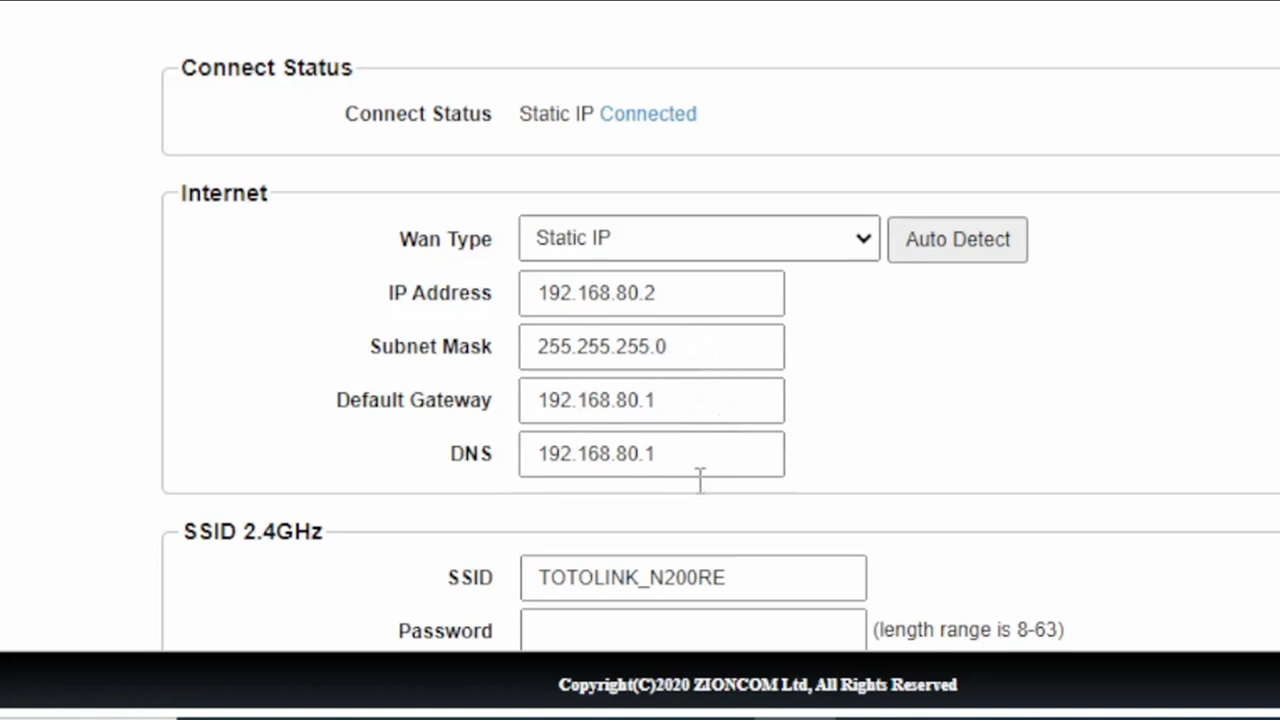 Connect Status
Connect Status Static IP Connected
Internet
Wan Type Static IP Auto Detect
IP Address 192.168.80.2
Subnet Mask 255.255.255.0
Default Gateway 192.168.80.1
DNS 192.168.80.1
SSID 2.4GHz
SSID TOTOLINK_N200RE
Password (length range is 8-63)
Copyright(C)2020 ZIONCOM Ltd, All Rights Reserved